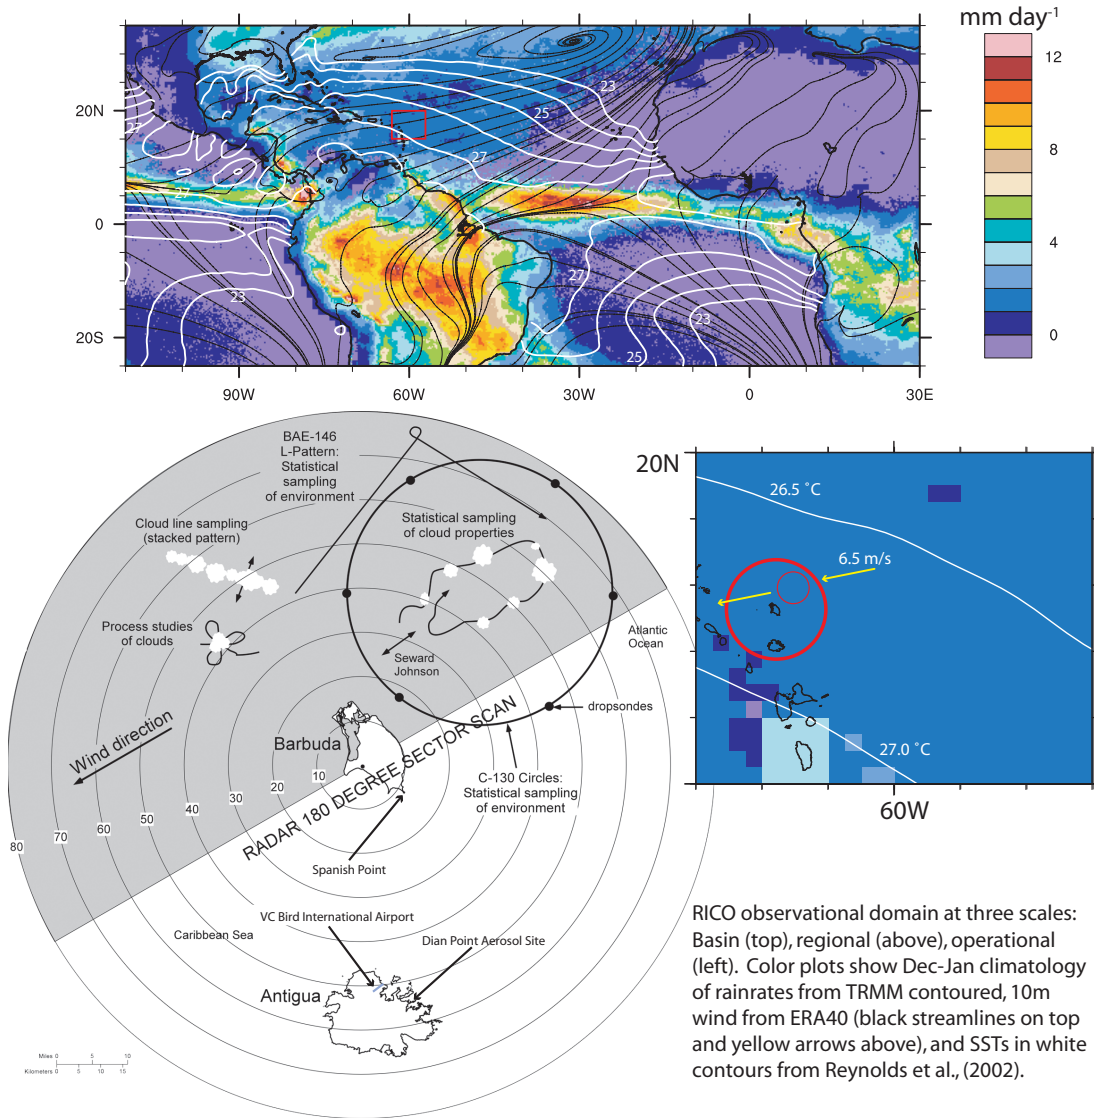 mm day-1
12
8
4
0
20N
0
20S
90W
60W
30W
0
30E
27
23
25
27
23
27
25
23
BAE-146
L-Pattern:
Statistical
sampling
of environment
Cloud line sampling
(stacked pattern)
Statistical sampling
of cloud properties
Process studies
of clouds
Seward
Johnson
Atlantic
Ocean
dropsondes
Wind direction
Barbuda
RADAR 180 DEGREE SECTOR SCAN
C-130 Circles:
Statistical sampling
of environment
10
20
30
40
50
60
70
80
Spanish Point
VC Bird International Airport
Caribbean Sea
Dian Point Aerosol Site
Antigua
Miles 0 5 10
Kilometers 0 5 10 15
20N
26.5 ˚C
6.5 m/s
27.0 ˚C
60W
RICO observational domain at three scales:
Basin (top), regional (above), operational
(left). Color plots show Dec-Jan climatology
of rainrates from TRMM contoured, 10m
wind from ERA40 (black streamlines on top
and yellow arrows above), and SSTs in white
contours from Reynolds et al., (2002).